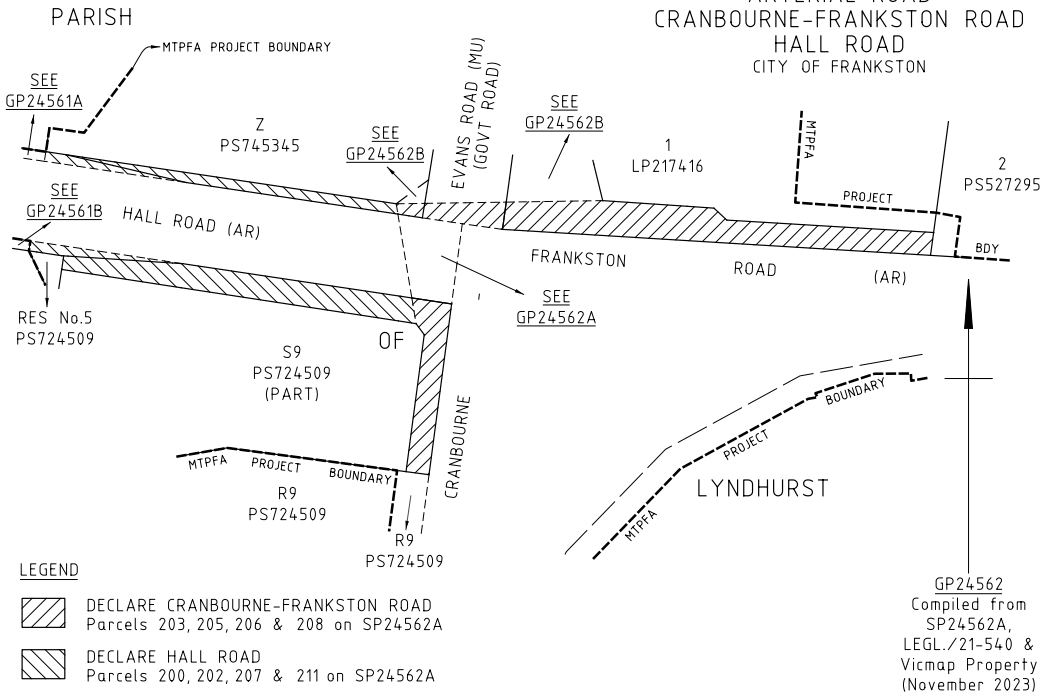 PARISH
ARTERIAL ROAD
CRANBOURNE-FRANKSTON ROAD
HALL ROAD
CITY OF FRANKSTON
MTPFA PROJECT BOUNDARY
SEE
GP24561A
Z
PS745345
SEE
GP24562B
EVANS ROAD (MU)
(GOVT ROAD)
SEE
GP24562B
1
LP217416
MTPFA
PROJECT
BDY
2
PS527295
SEE
GP24561B
HALL ROAD (AR)
FRANKSTON
ROAD
(AR)
SEE
GP24562A
RES No.5
PS724509
OF
S9
PS724509
(PART)
CRANBOURNE
MTPFA
PROJECT
BOUNDARY
R9
PS724509
R9
PS724509
MTPFA
PROJECT
BOUNDARY
LYNDHURST
LEGEND
DECLARE CRANBOURNE-FRANKSTON ROAD
Parcels 203, 205, 206 & 208 on SP24562A
DECLARE HALL ROAD
Parcels 200, 202, 207 & 211 on SP24562A
GP24562
Compiled from
SP24562A,
LEGL./21-540 &
Vicmap Property
(November 2023)